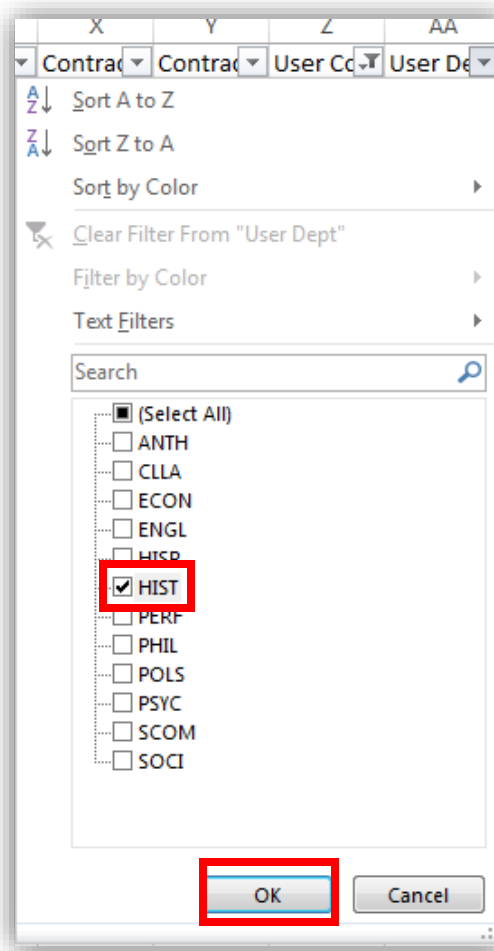 X Y Z AA
Contrac Contrac User Co User De
Sort A to Z
Sort Z to A
Sort by Color
Clear Filter From "User Dept"
Filter by Color
Text Filters
Search
(Select All)
ANTH
CLLA
ECON
ENGL
HISP
HIST
PERF
PHIL
POLS
PSYC
SCOM
SOCI
OK Cancel